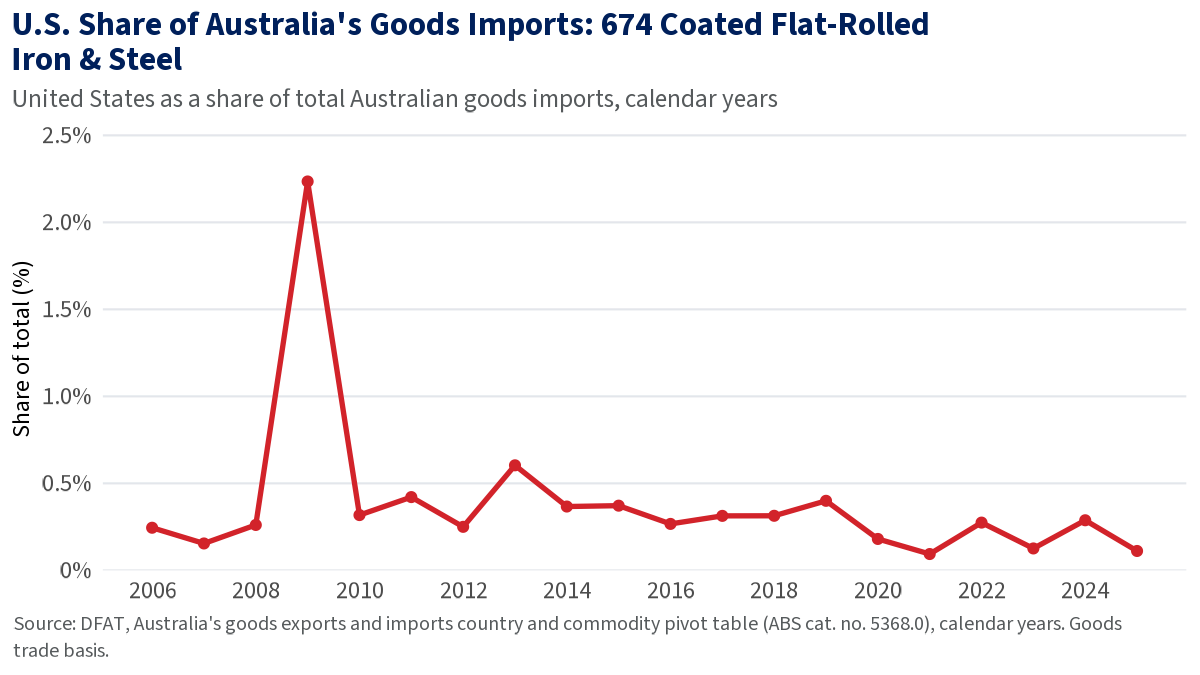 U.S. Share of Australia's Goods Imports: 674 Coated Flat-Rolled
Iron & Steel
United States as a share of total Australian goods imports, calendar years
Share of total (%)
2.5%
2.0%
1.5%
1.0%
0.5%
0%
2006 2008 2010 2012 2014 2016 2018 2020 2022 2024
Source: DFAT, Australia's goods exports and imports country and commodity pivot table (ABS cat. no. 5368.0), calendar years. Goods
trade basis.